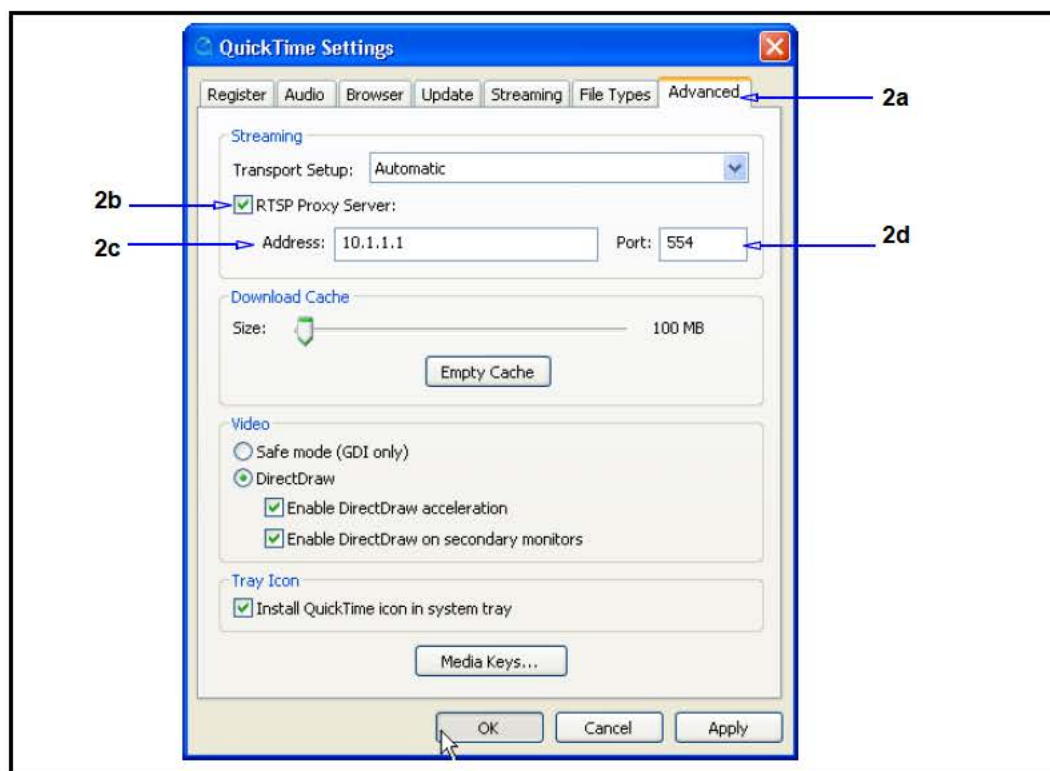 QuickTime Settings
Register Audio Browser Update Streaming File Types Advanced 2a
Streaming
Transport Setup: Automatic
2b RTSP Proxy Server:
2c Address: 10.1.1.1 Port: 554 2d
Download Cache
Size: 100 MB
Empty Cache
Video
Safe mode (GDI only)
DirectDraw
Enable DirectDraw acceleration
Enable DirectDraw on secondary monitors
Tray Icon
Install QuickTime icon in system tray
Media Keys...
OK Cancel Apply